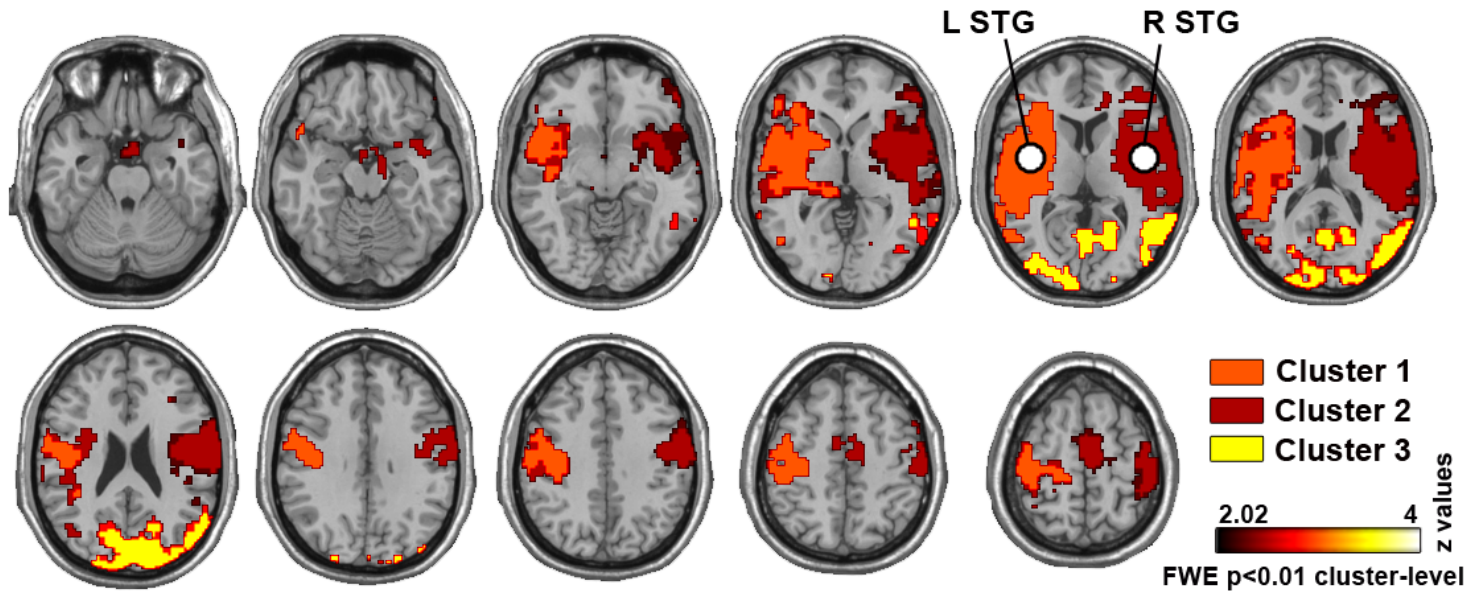 L STG
R STG
Cluster 1
Cluster 2
Cluster 3
2.02
4
z values
FWE p<0.01 cluster-level